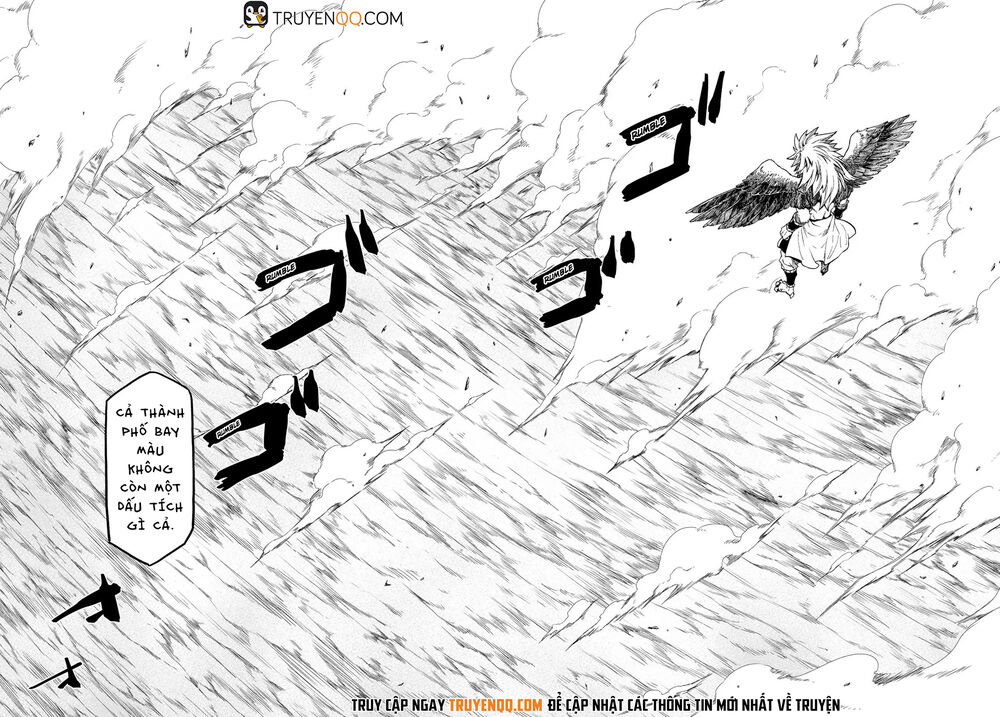 TRUYENQQ.COM
RUMBLE
ゴ
RUMBLE
ゴ
RUMBLE
ゴ
RUMBLE
ゴ
CẢ THÀNH
PHỐ BAY
MÀU
KHÔNG
CÒN MỘT
DẤU TÍCH
GÌ CẢ.
TRUY CẬP NGAY TRUYENQQ.COM ĐỂ CẬP NHẬT CÁC THÔNG TIN MỚI NHẤT VỀ TRUYỆN